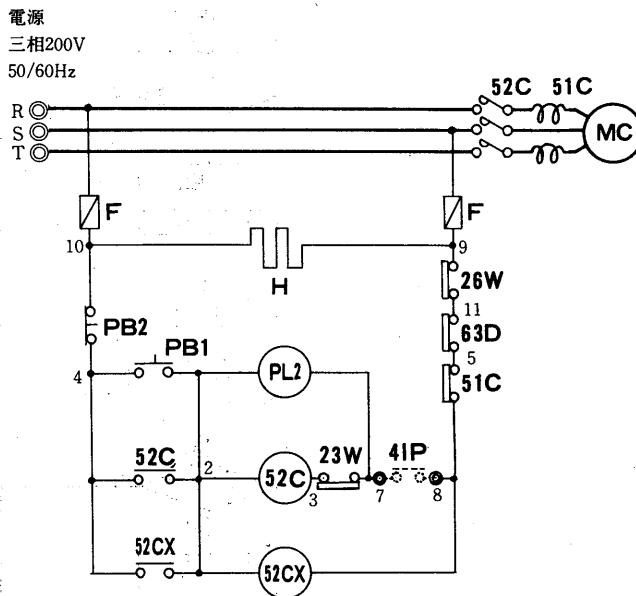 電源
三相200V
50/60Hz
52C 51C
R
S
T
MC
F F
10 9
H
26W
11
PB2
63D
PB1
5
4
PL2
51C
52C 2
52C
23W
41P
3 7 8
52CX
52CX